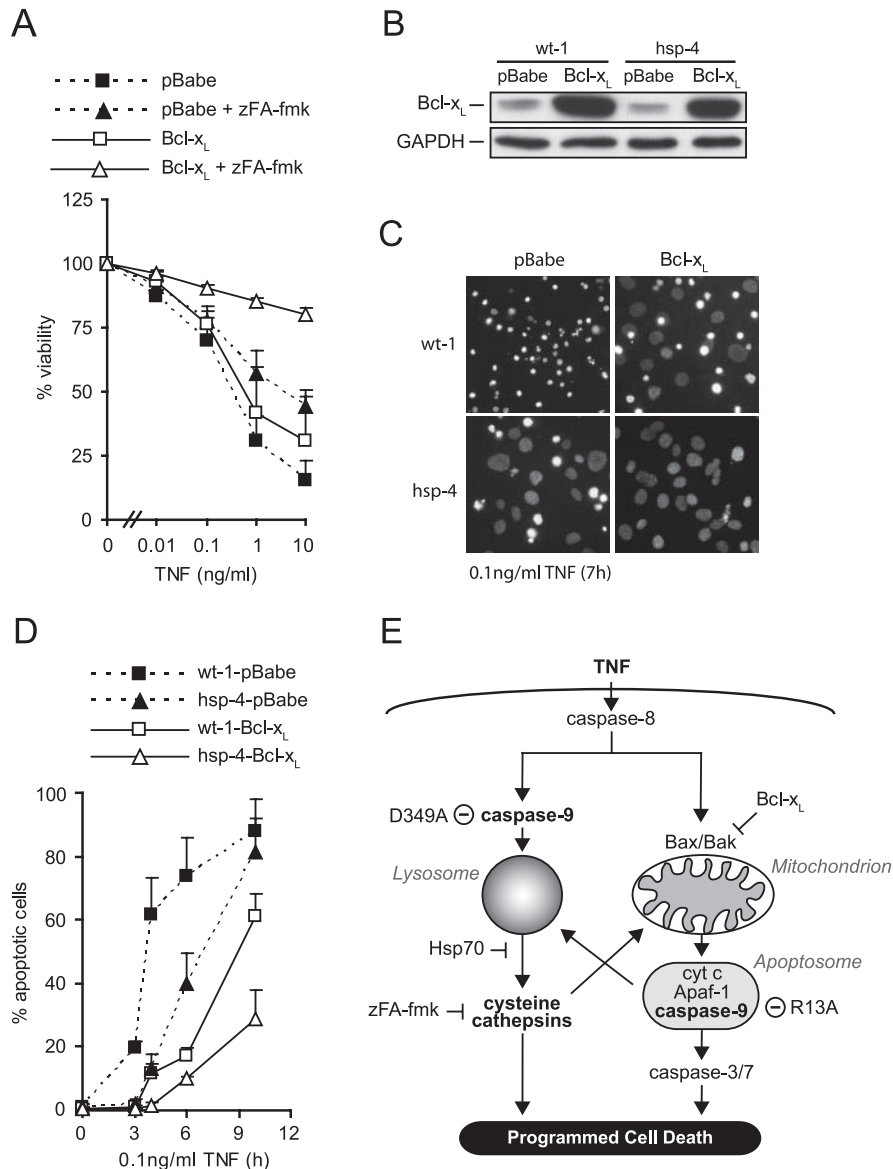 A
pBabe
pBabe + zFA-fmk
Bcl-xL
Bcl-xL + zFA-fmk
125
100
75
50
25
0
% viability
0 0.01 0.1 1 10
TNF (ng/ml)
B
wt-1 hsp-4
pBabe Bcl-xL pBabe Bcl-xL
Bcl-xL
GAPDH
C
pBabe Bcl-xL
wt-1
hsp-4
0.1ng/ml TNF (7h)
D
wt-1-pBabe
hsp-4-pBabe
wt-1-Bcl-xL
hsp-4-Bcl-xL
100
80
60
40
20
0
% apoptotic cells
0 3 6 9 12
0.1ng/ml TNF (h)
E
TNF
caspase-8
D349A − caspase-9
Bcl-xL
Bax/Bak
Lysosome
Mitochondrion
Hsp70
Apoptosome
cyt c
Apaf-1
caspase-9
− R13A
zFA-fmk
cysteine
cathepsins
caspase-3/7
Programmed Cell Death